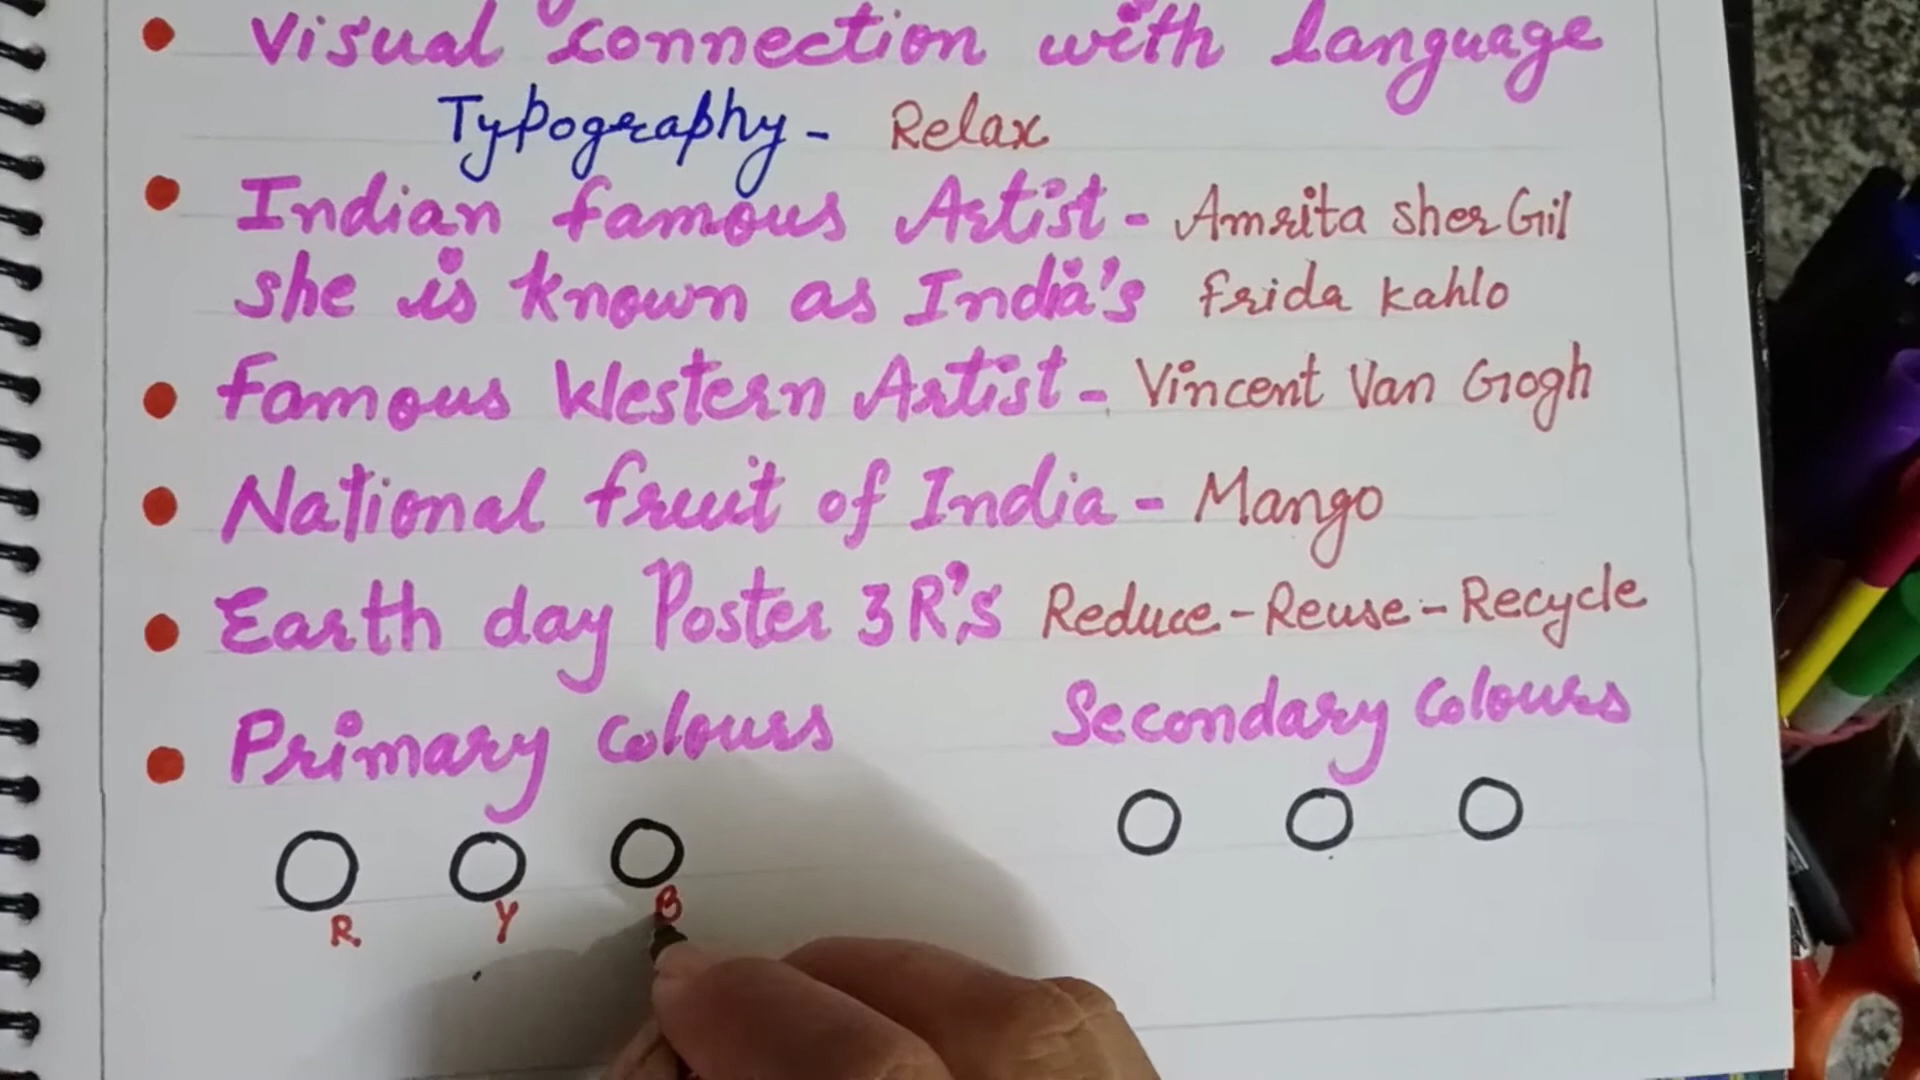 • Visual connection with language
Typography - Relax
• Indian famous Artist - Amrita Sher Gil
she is known as India's Frida Kahlo
• Famous Western Artist - Vincent Van Gogh
• National fruit of India - Mango
• Earth day Poster 3R's Reduce - Reuse - Recycle
• Primary colours Secondary colours
R Y B